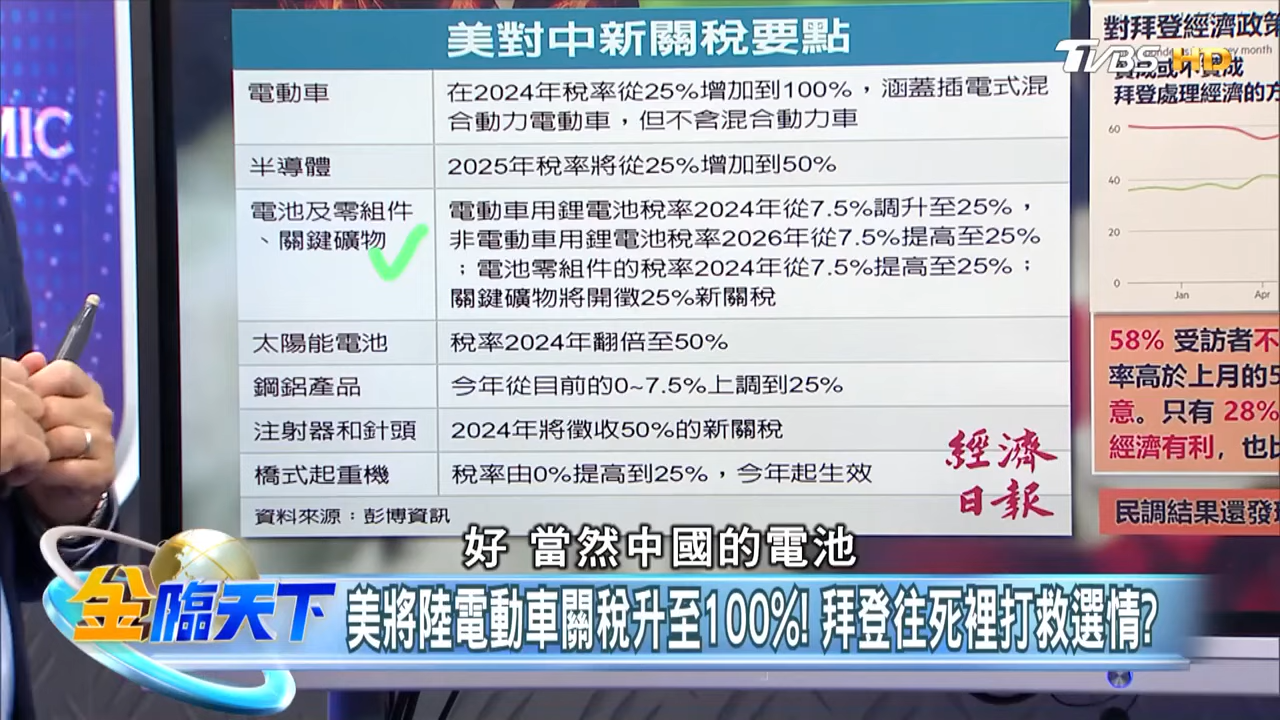 MIC
美對中新關稅要點
電動車
在2024年稅率從25%增加到100%，涵蓋插電式混
合動力電動車，但不含混合動力車
半導體
2025年稅率將從25%增加到50%
電池及零組件
、關鍵礦物
電動車用鋰電池稅率2024年從7.5%調升至25%，
非電動車用鋰電池稅率2026年從7.5%提高至25%
；電池零組件的稅率2024年從7.5%提高至25%；
關鍵礦物將開徵25%新關稅
太陽能電池
稅率2024年翻倍至50%
鋼鋁產品
今年從目前的0~7.5%上調到25%
注射器和針頭
2024年將徵收50%的新關稅
橋式起重機
稅率由0%提高到25%，今年起生效
資料來源：彭博資訊
經濟
日報
TVBS HD
對拜登經濟政策
贊成或不贊成
拜登處理經濟的方
60
40
20
0
Jan
Apr
58% 受訪者不
率高於上月的5
意。只有 28%
經濟有利，也比
民調結果還發現
好 當然中國的電池
金臨天下
美將陸電動車關稅升至100%! 拜登往死裡打救選情?